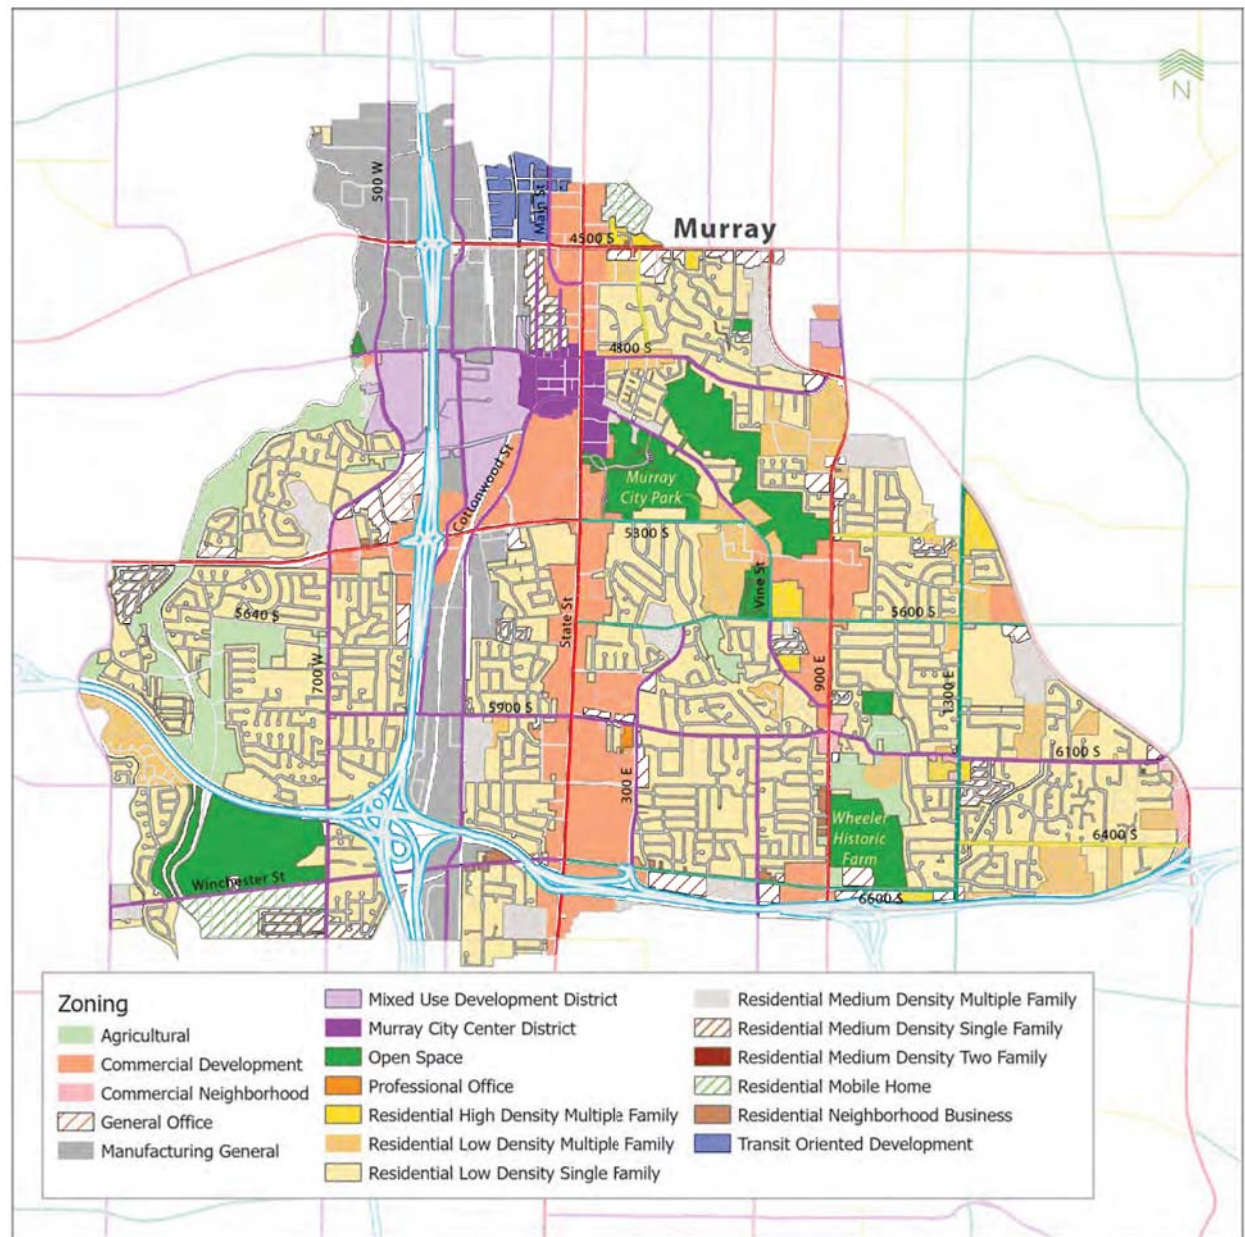 N
500 W
Main St
Murray
4500 S
4800 S
Cottonwood St
Murray
City Park
5300 S
5640 S
State St
Vine St
5600 S
700 W
900 E
1300 E
5900 S
6100 S
300 E
Wheeler
Historic
Farm
6400 S
Winchester St
6600 S
Zoning
Agricultural
Commercial Development
Commercial Neighborhood
General Office
Manufacturing General
Mixed Use Development District
Murray City Center District
Open Space
Professional Office
Residential High Density Multiple Family
Residential Low Density Multiple Family
Residential Low Density Single Family
Residential Medium Density Multiple Family
Residential Medium Density Single Family
Residential Medium Density Two Family
Residential Mobile Home
Residential Neighborhood Business
Transit Oriented Development